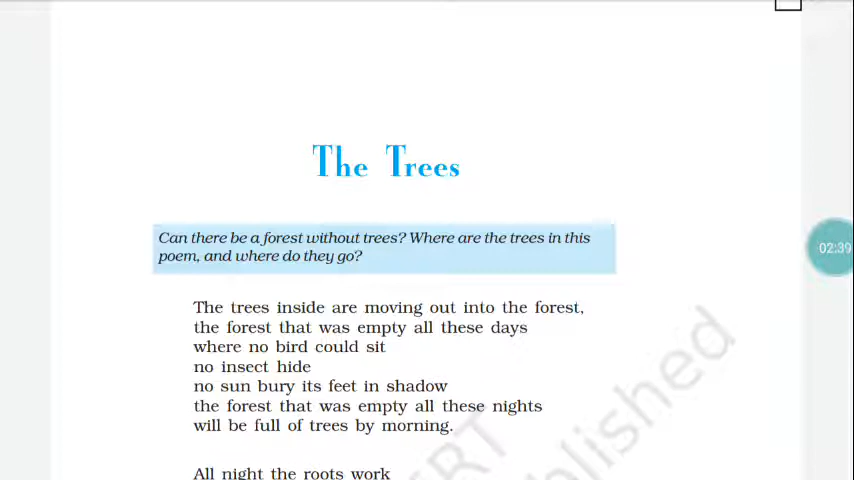 The Trees
Can there be a forest without trees? Where are the trees in this
poem, and where do they go?
The trees inside are moving out into the forest,
the forest that was empty all these days
where no bird could sit
no insect hide
no sun bury its feet in shadow
the forest that was empty all these nights
will be full of trees by morning.
All night the roots work
02:39